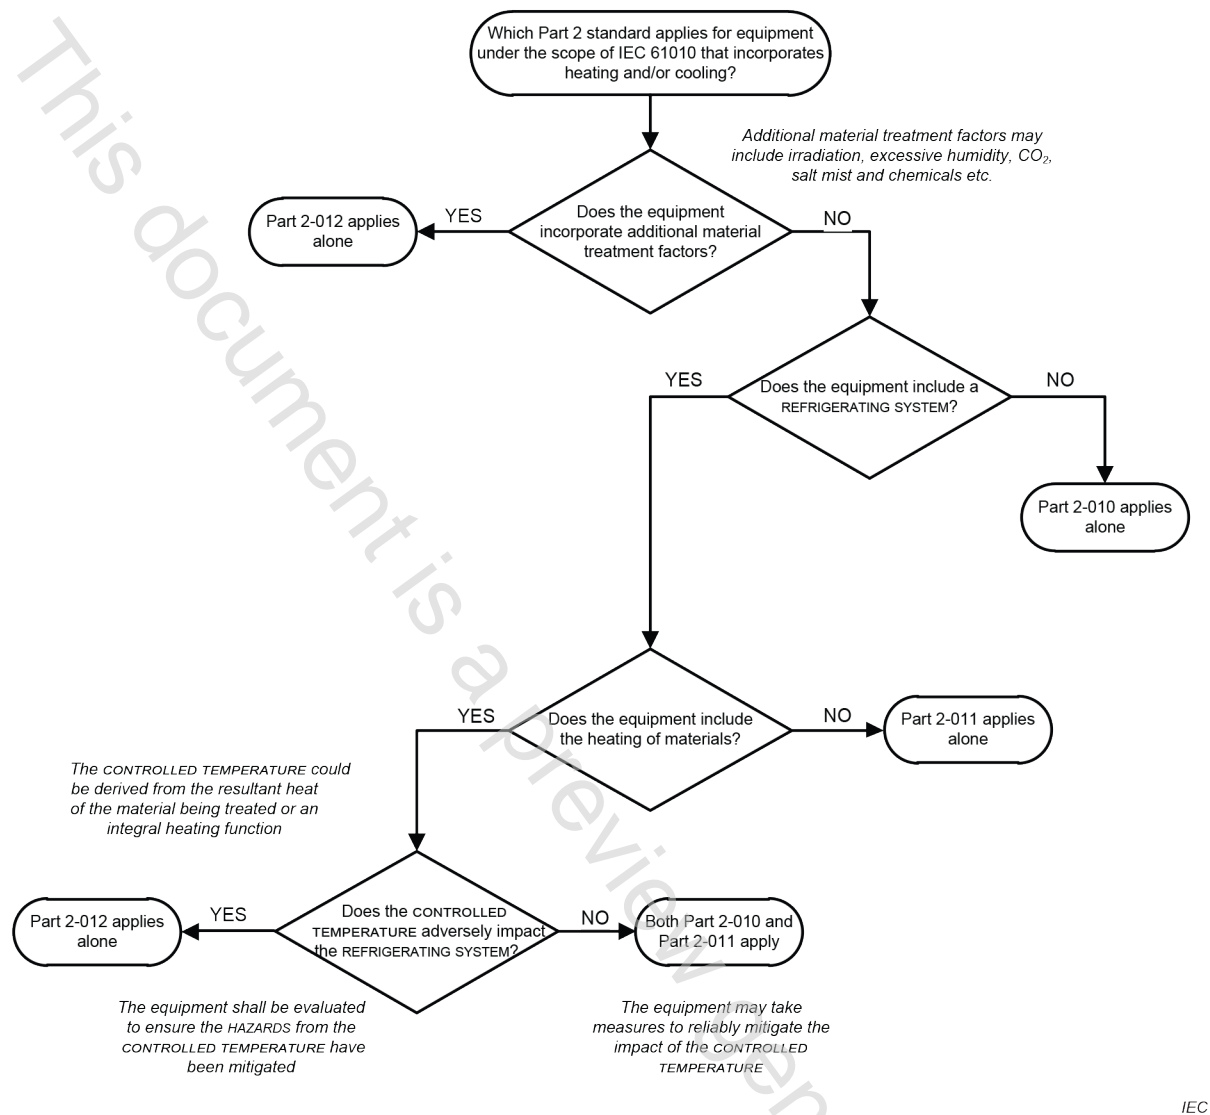 Which Part 2 standard applies for equipment
under the scope of IEC 61010 that incorporates
heating and/or cooling?
Additional material treatment factors may
include irradiation, excessive humidity, CO₂,
salt mist and chemicals etc.
Does the equipment
incorporate additional material
treatment factors?
YES
NO
Part 2-012 applies
alone
Does the equipment include a
REFRIGERATING SYSTEM?
YES
NO
Part 2-010 applies
alone
Does the equipment include
the heating of materials?
YES
NO
Part 2-011 applies
alone
The CONTROLLED TEMPERATURE could
be derived from the resultant heat
of the material being treated or an
integral heating function
Does the CONTROLLED
TEMPERATURE adversely impact
the REFRIGERATING SYSTEM?
YES
NO
Part 2-012 applies
alone
Both Part 2-010 and
Part 2-011 apply
The equipment shall be evaluated
to ensure the HAZARDS from the
CONTROLLED TEMPERATURE have
been mitigated
The equipment may take
measures to reliably mitigate the
impact of the CONTROLLED
TEMPERATURE
IEC
This document is a preview gen